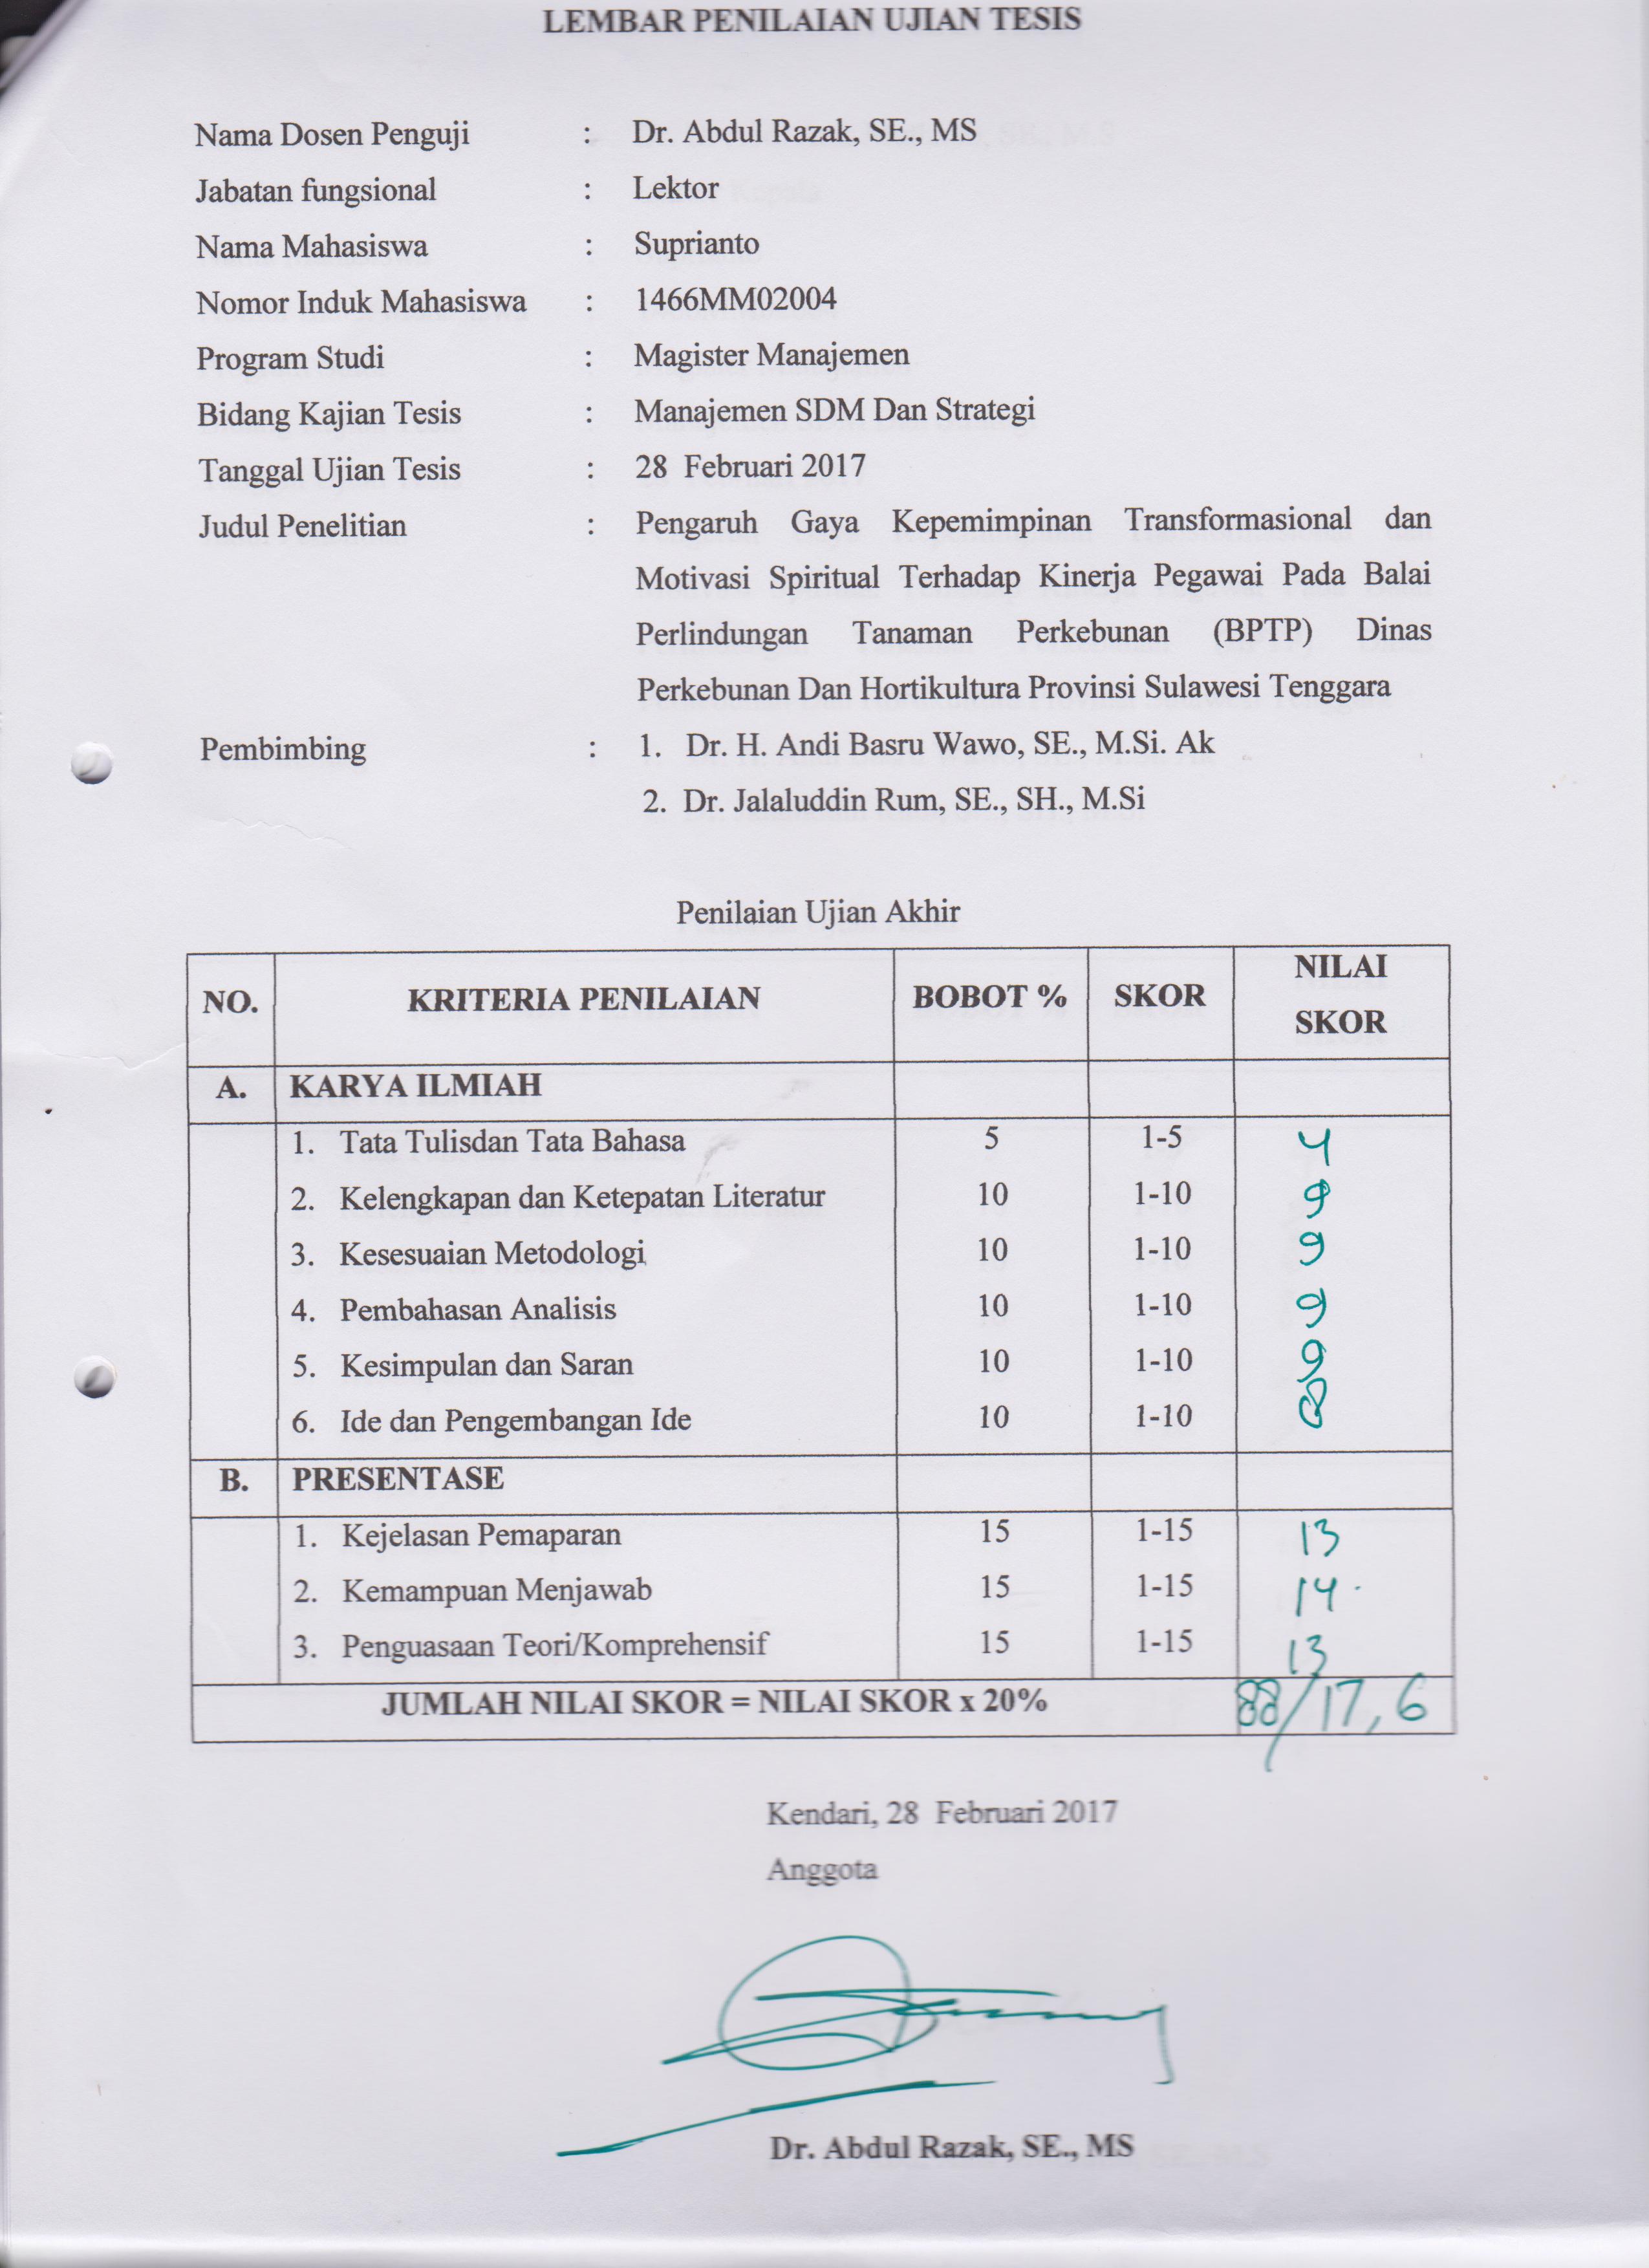 LEMBAR PENILAIAN UJIAN TESIS
Nama Dosen Penguji : Dr. Abdul Razak, SE., MS
Jabatan fungsional : Lektor
Nama Mahasiswa : Suprianto
Nomor Induk Mahasiswa : 1466MM02004
Program Studi : Magister Manajemen
Bidang Kajian Tesis : Manajemen SDM Dan Strategi
Tanggal Ujian Tesis : 28 Februari 2017
Judul Penelitian : Pengaruh Gaya Kepemimpinan Transformasional dan
Motivasi Spiritual Terhadap Kinerja Pegawai Pada Balai
Perlindungan Tanaman Perkebunan (BPTP) Dinas
Perkebunan Dan Hortikultura Provinsi Sulawesi Tenggara
Pembimbing : 1. Dr. H. Andi Basru Wawo, SE., M.Si. Ak
2. Dr. Jalaluddin Rum, SE., SH., M.Si
Penilaian Ujian Akhir
NO. KRITERIA PENILAIAN BOBOT % SKOR NILAI SKOR
A. KARYA ILMIAH
1. Tata Tulisdan Tata Bahasa 5 1-5 4
2. Kelengkapan dan Ketepatan Literatur 10 1-10 9
3. Kesesuaian Metodologi 10 1-10 9
4. Pembahasan Analisis 10 1-10 9
5. Kesimpulan dan Saran 10 1-10 9
6. Ide dan Pengembangan Ide 10 1-10 8
B. PRESENTASE
1. Kejelasan Pemaparan 15 1-15 13
2. Kemampuan Menjawab 15 1-15 14
3. Penguasaan Teori/Komprehensif 15 1-15 13
JUMLAH NILAI SKOR = NILAI SKOR x 20% 88/17,6
Kendari, 28 Februari 2017
Anggota
Dr. Abdul Razak, SE., MS